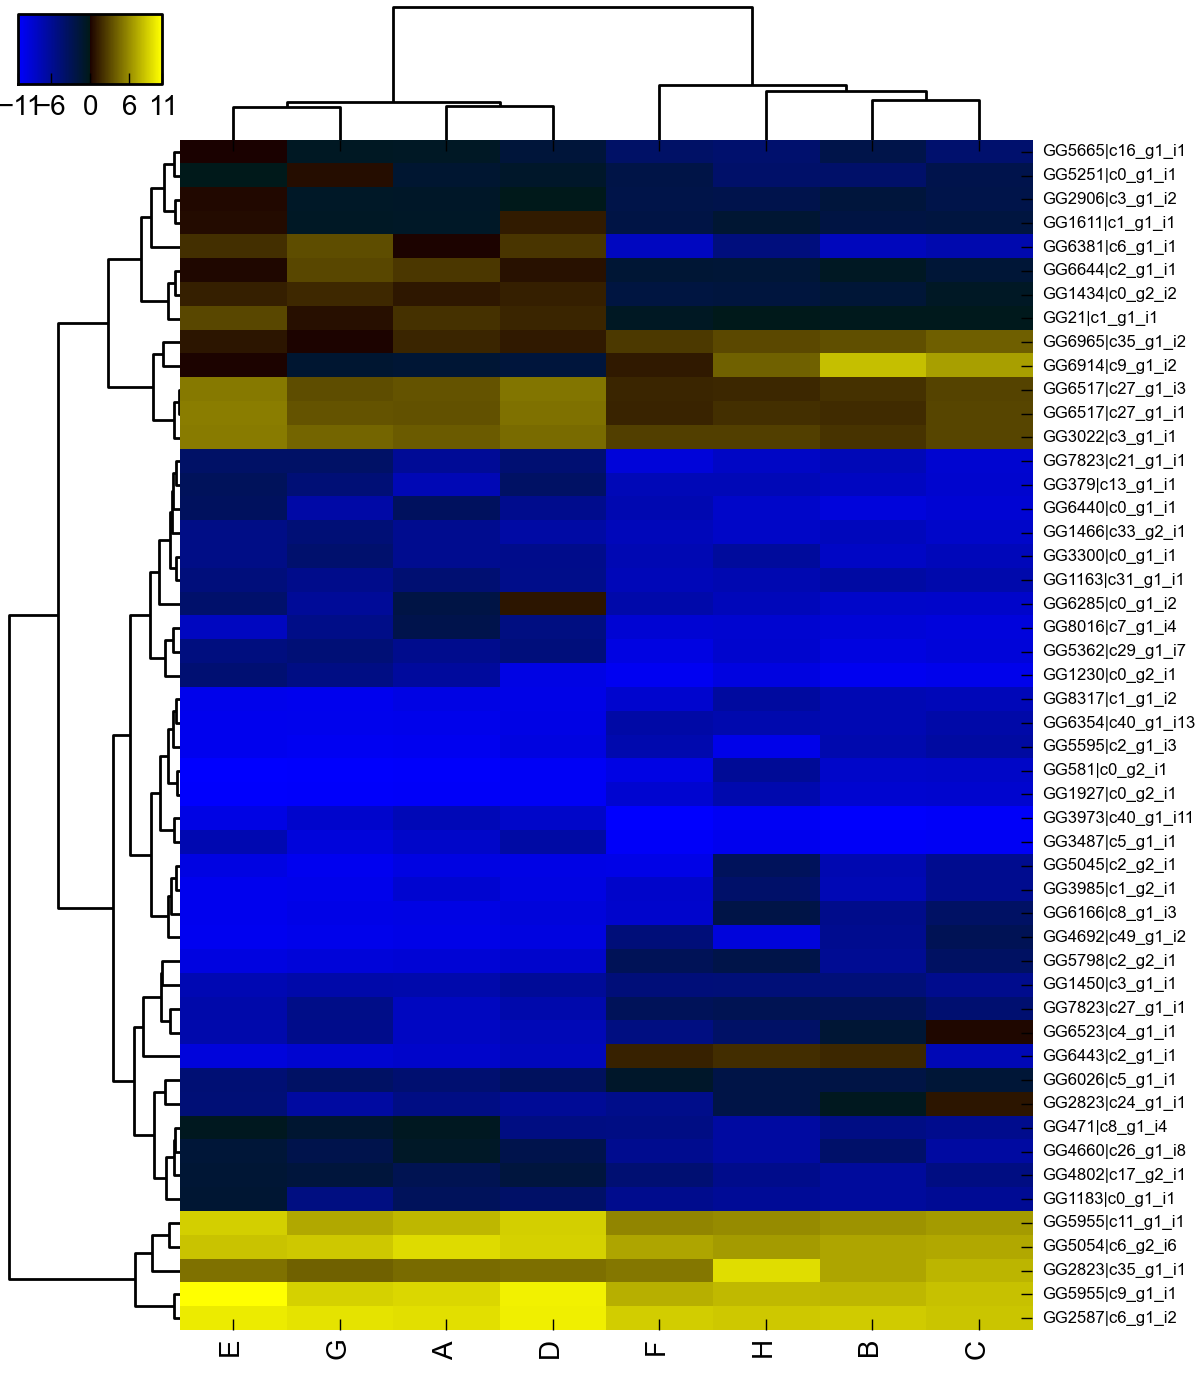 −11 −6 0 6 11
GG5665|c16_g1_i1
GG5251|c0_g1_i1
GG2906|c3_g1_i2
GG1611|c1_g1_i1
GG6381|c6_g1_i1
GG6644|c2_g1_i1
GG1434|c0_g2_i2
GG21|c1_g1_i1
GG6965|c35_g1_i2
GG6914|c9_g1_i2
GG6517|c27_g1_i3
GG6517|c27_g1_i1
GG3022|c3_g1_i1
GG7823|c21_g1_i1
GG379|c13_g1_i1
GG6440|c0_g1_i1
GG1466|c33_g2_i1
GG3300|c0_g1_i1
GG1163|c31_g1_i1
GG6285|c0_g1_i2
GG8016|c7_g1_i4
GG5362|c29_g1_i7
GG1230|c0_g2_i1
GG8317|c1_g1_i2
GG6354|c40_g1_i13
GG5595|c2_g1_i3
GG581|c0_g2_i1
GG1927|c0_g2_i1
GG3973|c40_g1_i11
GG3487|c5_g1_i1
GG5045|c2_g2_i1
GG3985|c1_g2_i1
GG6166|c8_g1_i3
GG4692|c49_g1_i2
GG5798|c2_g2_i1
GG1450|c3_g1_i1
GG7823|c27_g1_i1
GG6523|c4_g1_i1
GG6443|c2_g1_i1
GG6026|c5_g1_i1
GG2823|c24_g1_i1
GG471|c8_g1_i4
GG4660|c26_g1_i8
GG4802|c17_g2_i1
GG1183|c0_g1_i1
GG5955|c11_g1_i1
GG5054|c6_g2_i6
GG2823|c35_g1_i1
GG5955|c9_g1_i1
GG2587|c6_g1_i2
E G A D F H B C